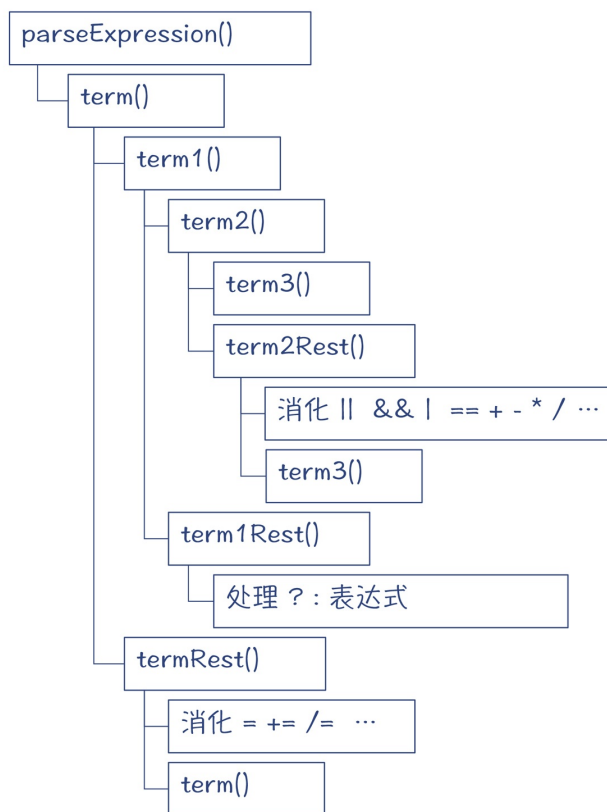 parseExpression()
term()
term1()
term2()
term3()
term2Rest()
消化 || && | == + - * / …
term3()
term1Rest()
处理 ? : 表达式
termRest()
消化 = += /= …
term()